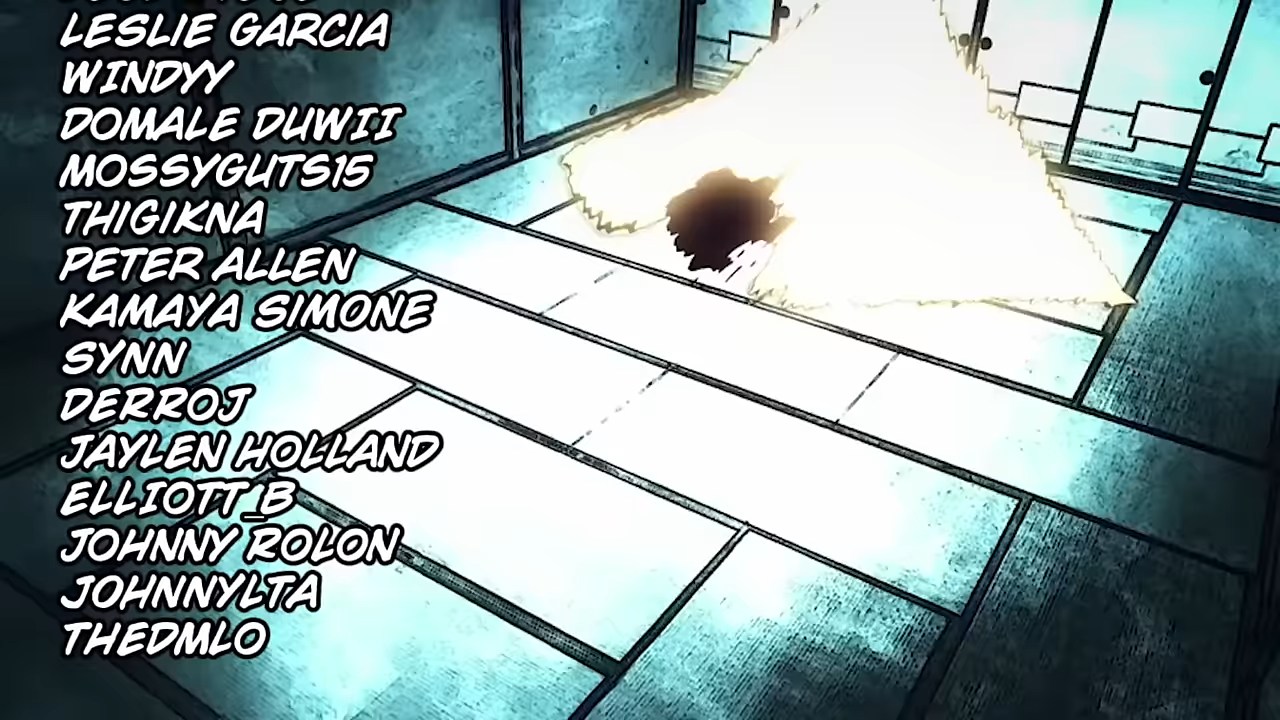 LESLIE GARCIA
WINDYY
DOMALE DUWII
MOSSYGUTS15
THIGIKNA
PETER ALLEN
KAMAYA SIMONE
SYNN
DERROJ
JAYLEN HOLLAND
ELLIOTT_B
JOHNNY ROLON
JOHNNYLTA
THEDMLO